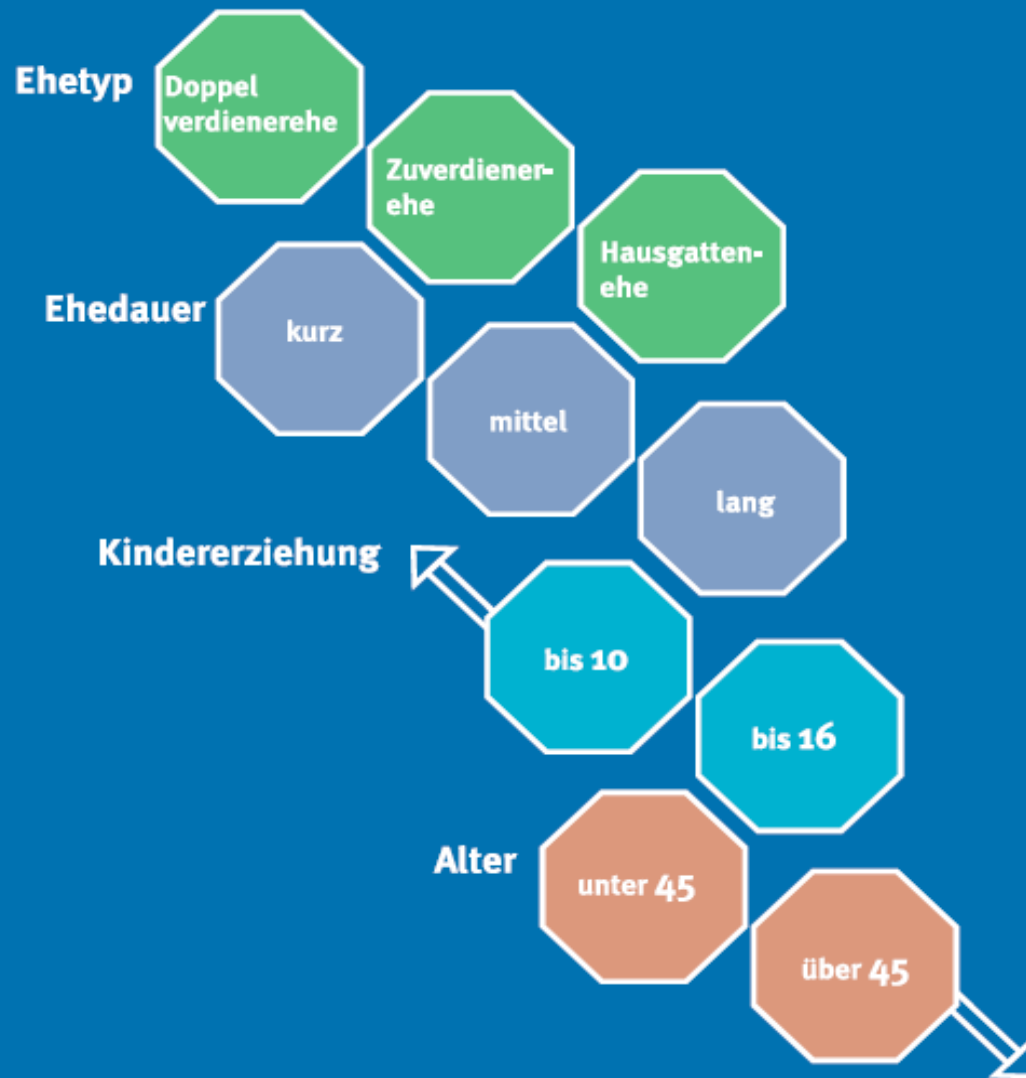 Ehetyp
Doppel
verdienerehe
Zuverdiener-
ehe
Hausgatten-
ehe
Ehedauer
kurz
mittel
lang
Kindererziehung
bis 10
bis 16
Alter
unter 45
über 45